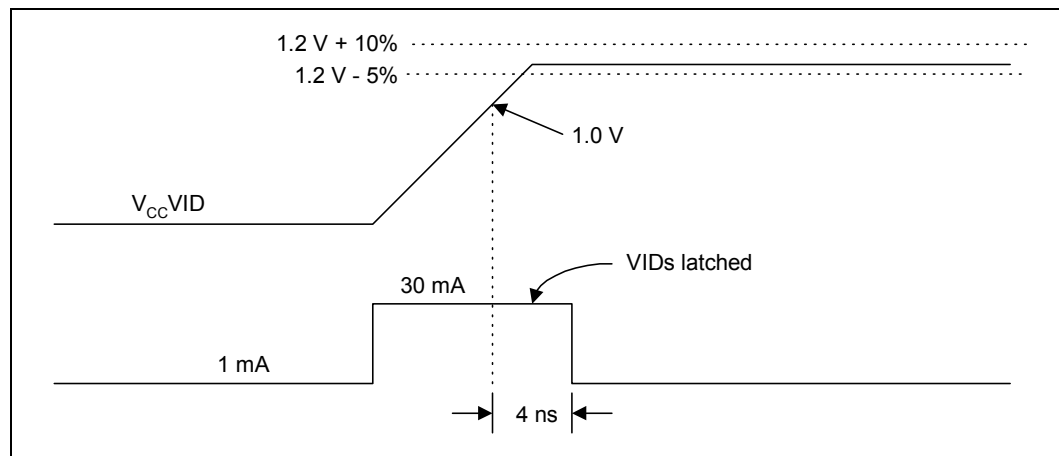 1.2 V + 10%
1.2 V - 5%
1.0 V
VCCVID
VIDs latched
30 mA
1 mA
4 ns